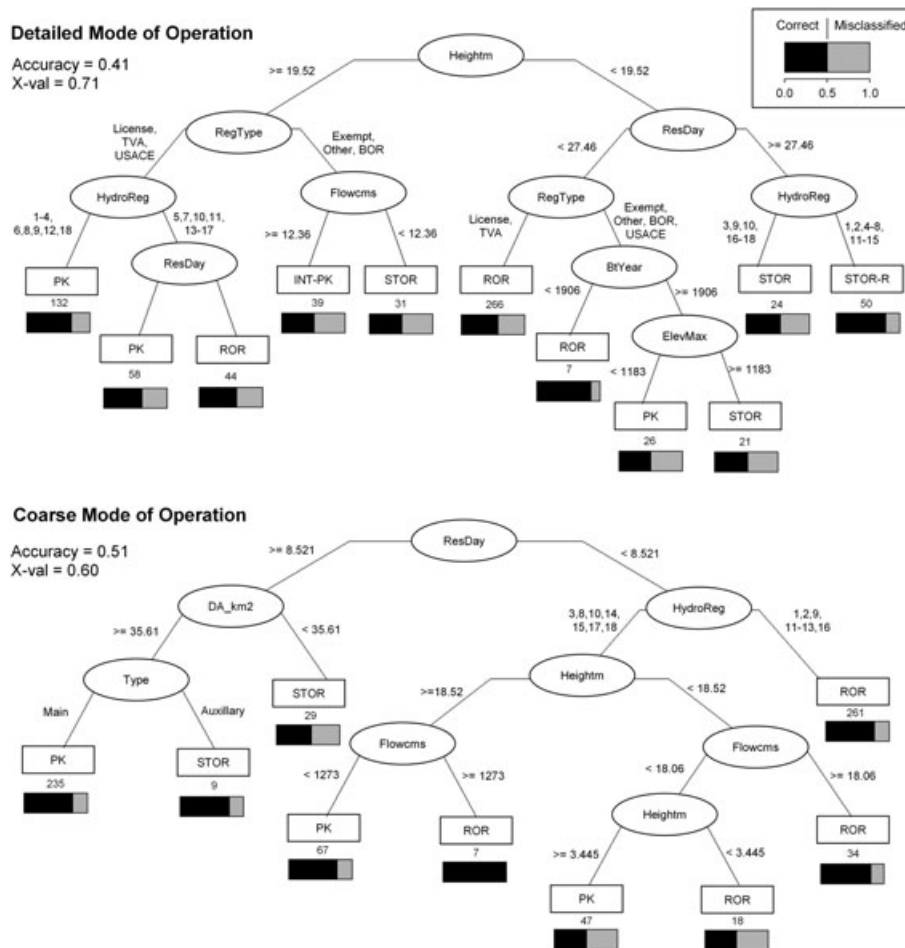 Detailed Mode of Operation
Accuracy = 0.41
X-val = 0.71
Correct | Misclassified
0.0 0.5 1.0
Heightm
>= 19.52
< 19.52
RegType
ResDay
License,
TVA,
USACE
Exempt,
Other, BOR
< 27.46
>= 27.46
HydroReg
Flowcms
RegType
HydroReg
1-4,
6,8,9,12,18
5,7,10,11,
13-17
>= 12.36
< 12.36
License,
TVA
Exempt,
Other, BOR,
USACE
3,9,10,
16-18
1,2,4-8,
11-15
PK
132
ResDay
INT-PK
39
STOR
31
ROR
266
BtYear
STOR
24
STOR-R
50
< 1906
>= 1906
PK
58
ROR
44
ROR
7
ElevMax
< 1183
>= 1183
PK
26
STOR
21
Coarse Mode of Operation
Accuracy = 0.51
X-val = 0.60
ResDay
>= 8.521
< 8.521
DA_km2
HydroReg
>= 35.61
< 35.61
3,8,10,14,
15,17,18
1,2,9,
11-13,16
Type
STOR
29
Heightm
ROR
261
Main
Auxillary
>=18.52
< 18.52
PK
235
STOR
9
Flowcms
Flowcms
< 1273
>= 1273
< 18.06
>= 18.06
PK
67
ROR
7
Heightm
ROR
34
>= 3.445
< 3.445
PK
47
ROR
18